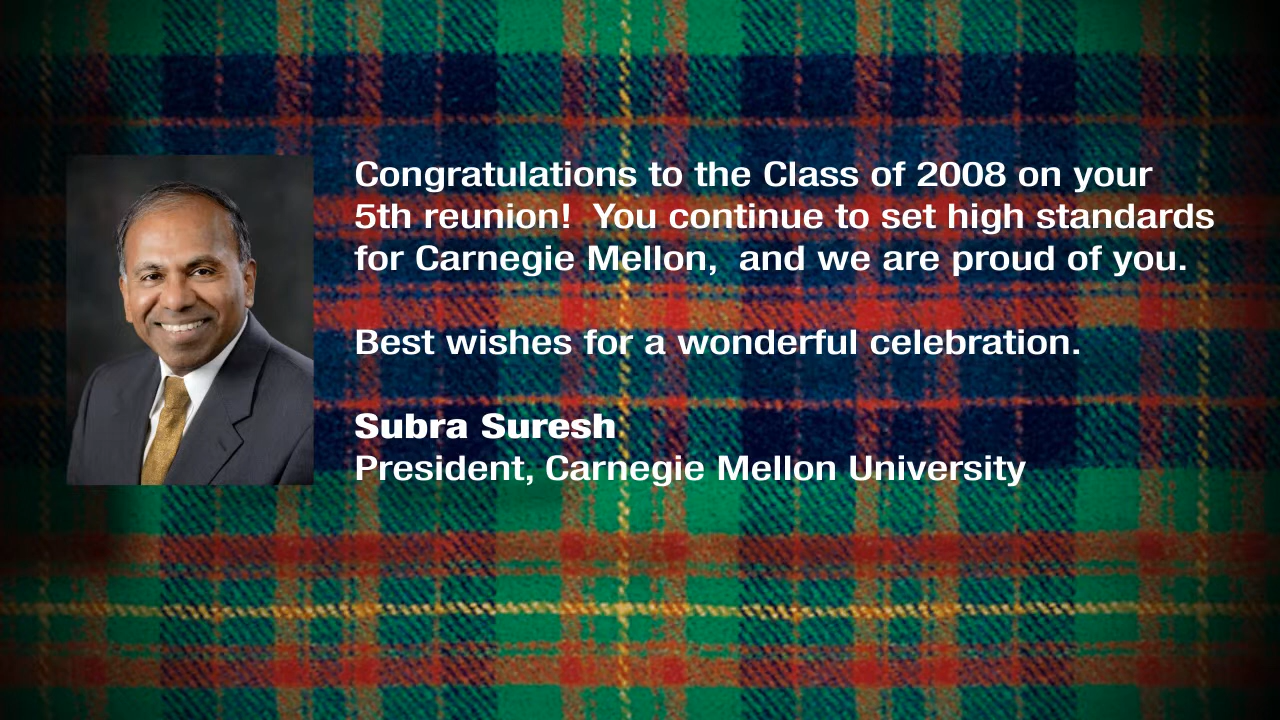 Congratulations to the Class of 2008 on your
5th reunion!  You continue to set high standards
for Carnegie Mellon,  and we are proud of you.
Best wishes for a wonderful celebration.
Subra Suresh
President, Carnegie Mellon University